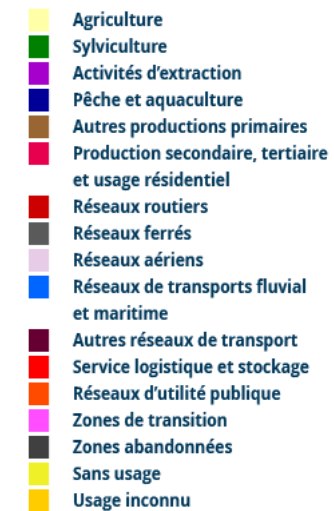 Agriculture
Sylviculture
Activités d’extraction
Pêche et aquaculture
Autres productions primaires
Production secondaire, tertiaire
et usage résidentiel
Réseaux routiers
Réseaux ferrés
Réseaux aériens
Réseaux de transports fluvial
et maritime
Autres réseaux de transport
Service logistique et stockage
Réseaux d’utilité publique
Zones de transition
Zones abandonnées
Sans usage
Usage inconnu